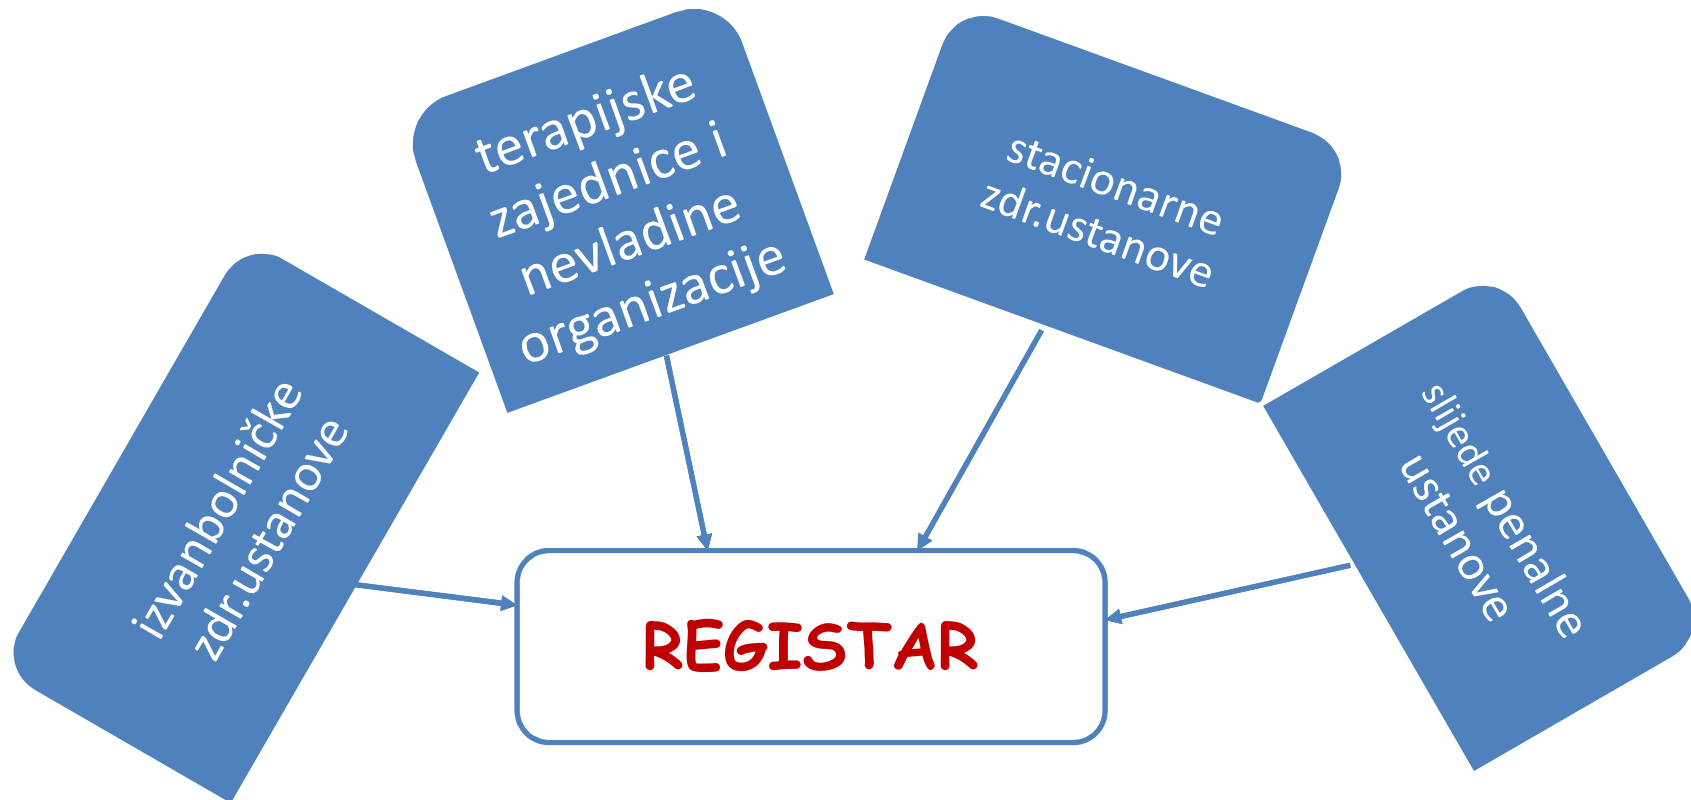 izvanbolničke
zdr.ustanove
terapijske
zajednice i
nevladine
organizacije
stacionarne
zdr.ustanove
slijede penalne
ustanove
REGISTAR